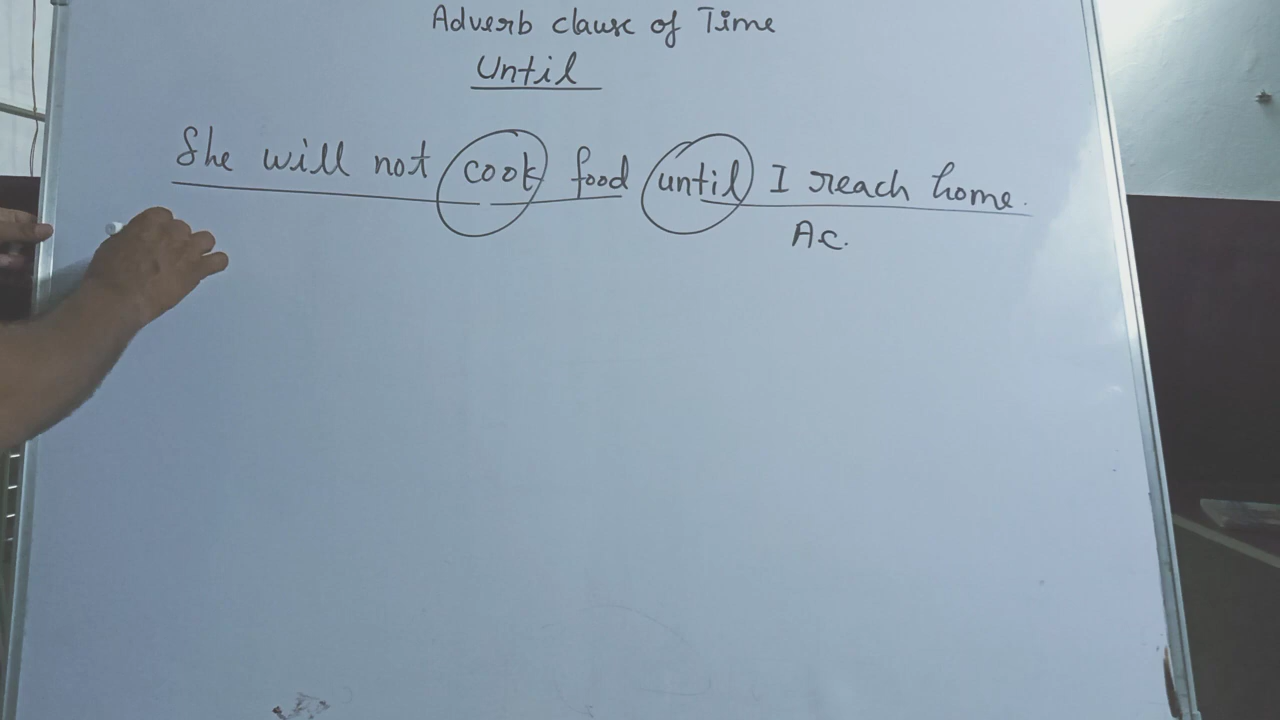 Adverb clause of Time
Until
She will not cook food until I reach home.
A.C.